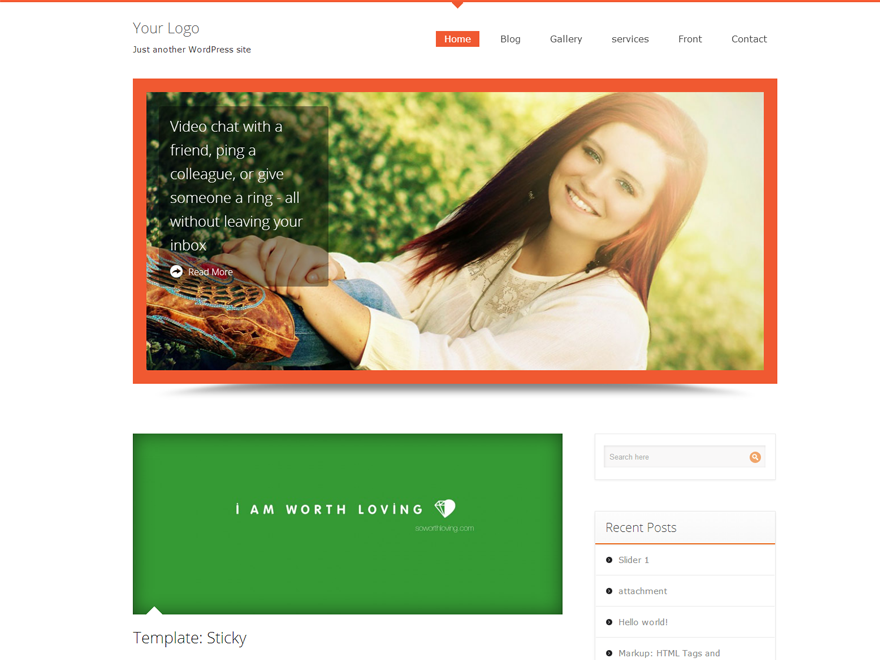 Your Logo
Just another WordPress site
Home Blog Gallery services Front Contact
Video chat with a
friend, ping a
colleague, or give
someone a ring - all
without leaving your
inbox
Read More
i AM WORTH LOViNG
soworthloving.com
Template: Sticky
Search here
Recent Posts
Slider 1
attachment
Hello world!
Markup: HTML Tags and